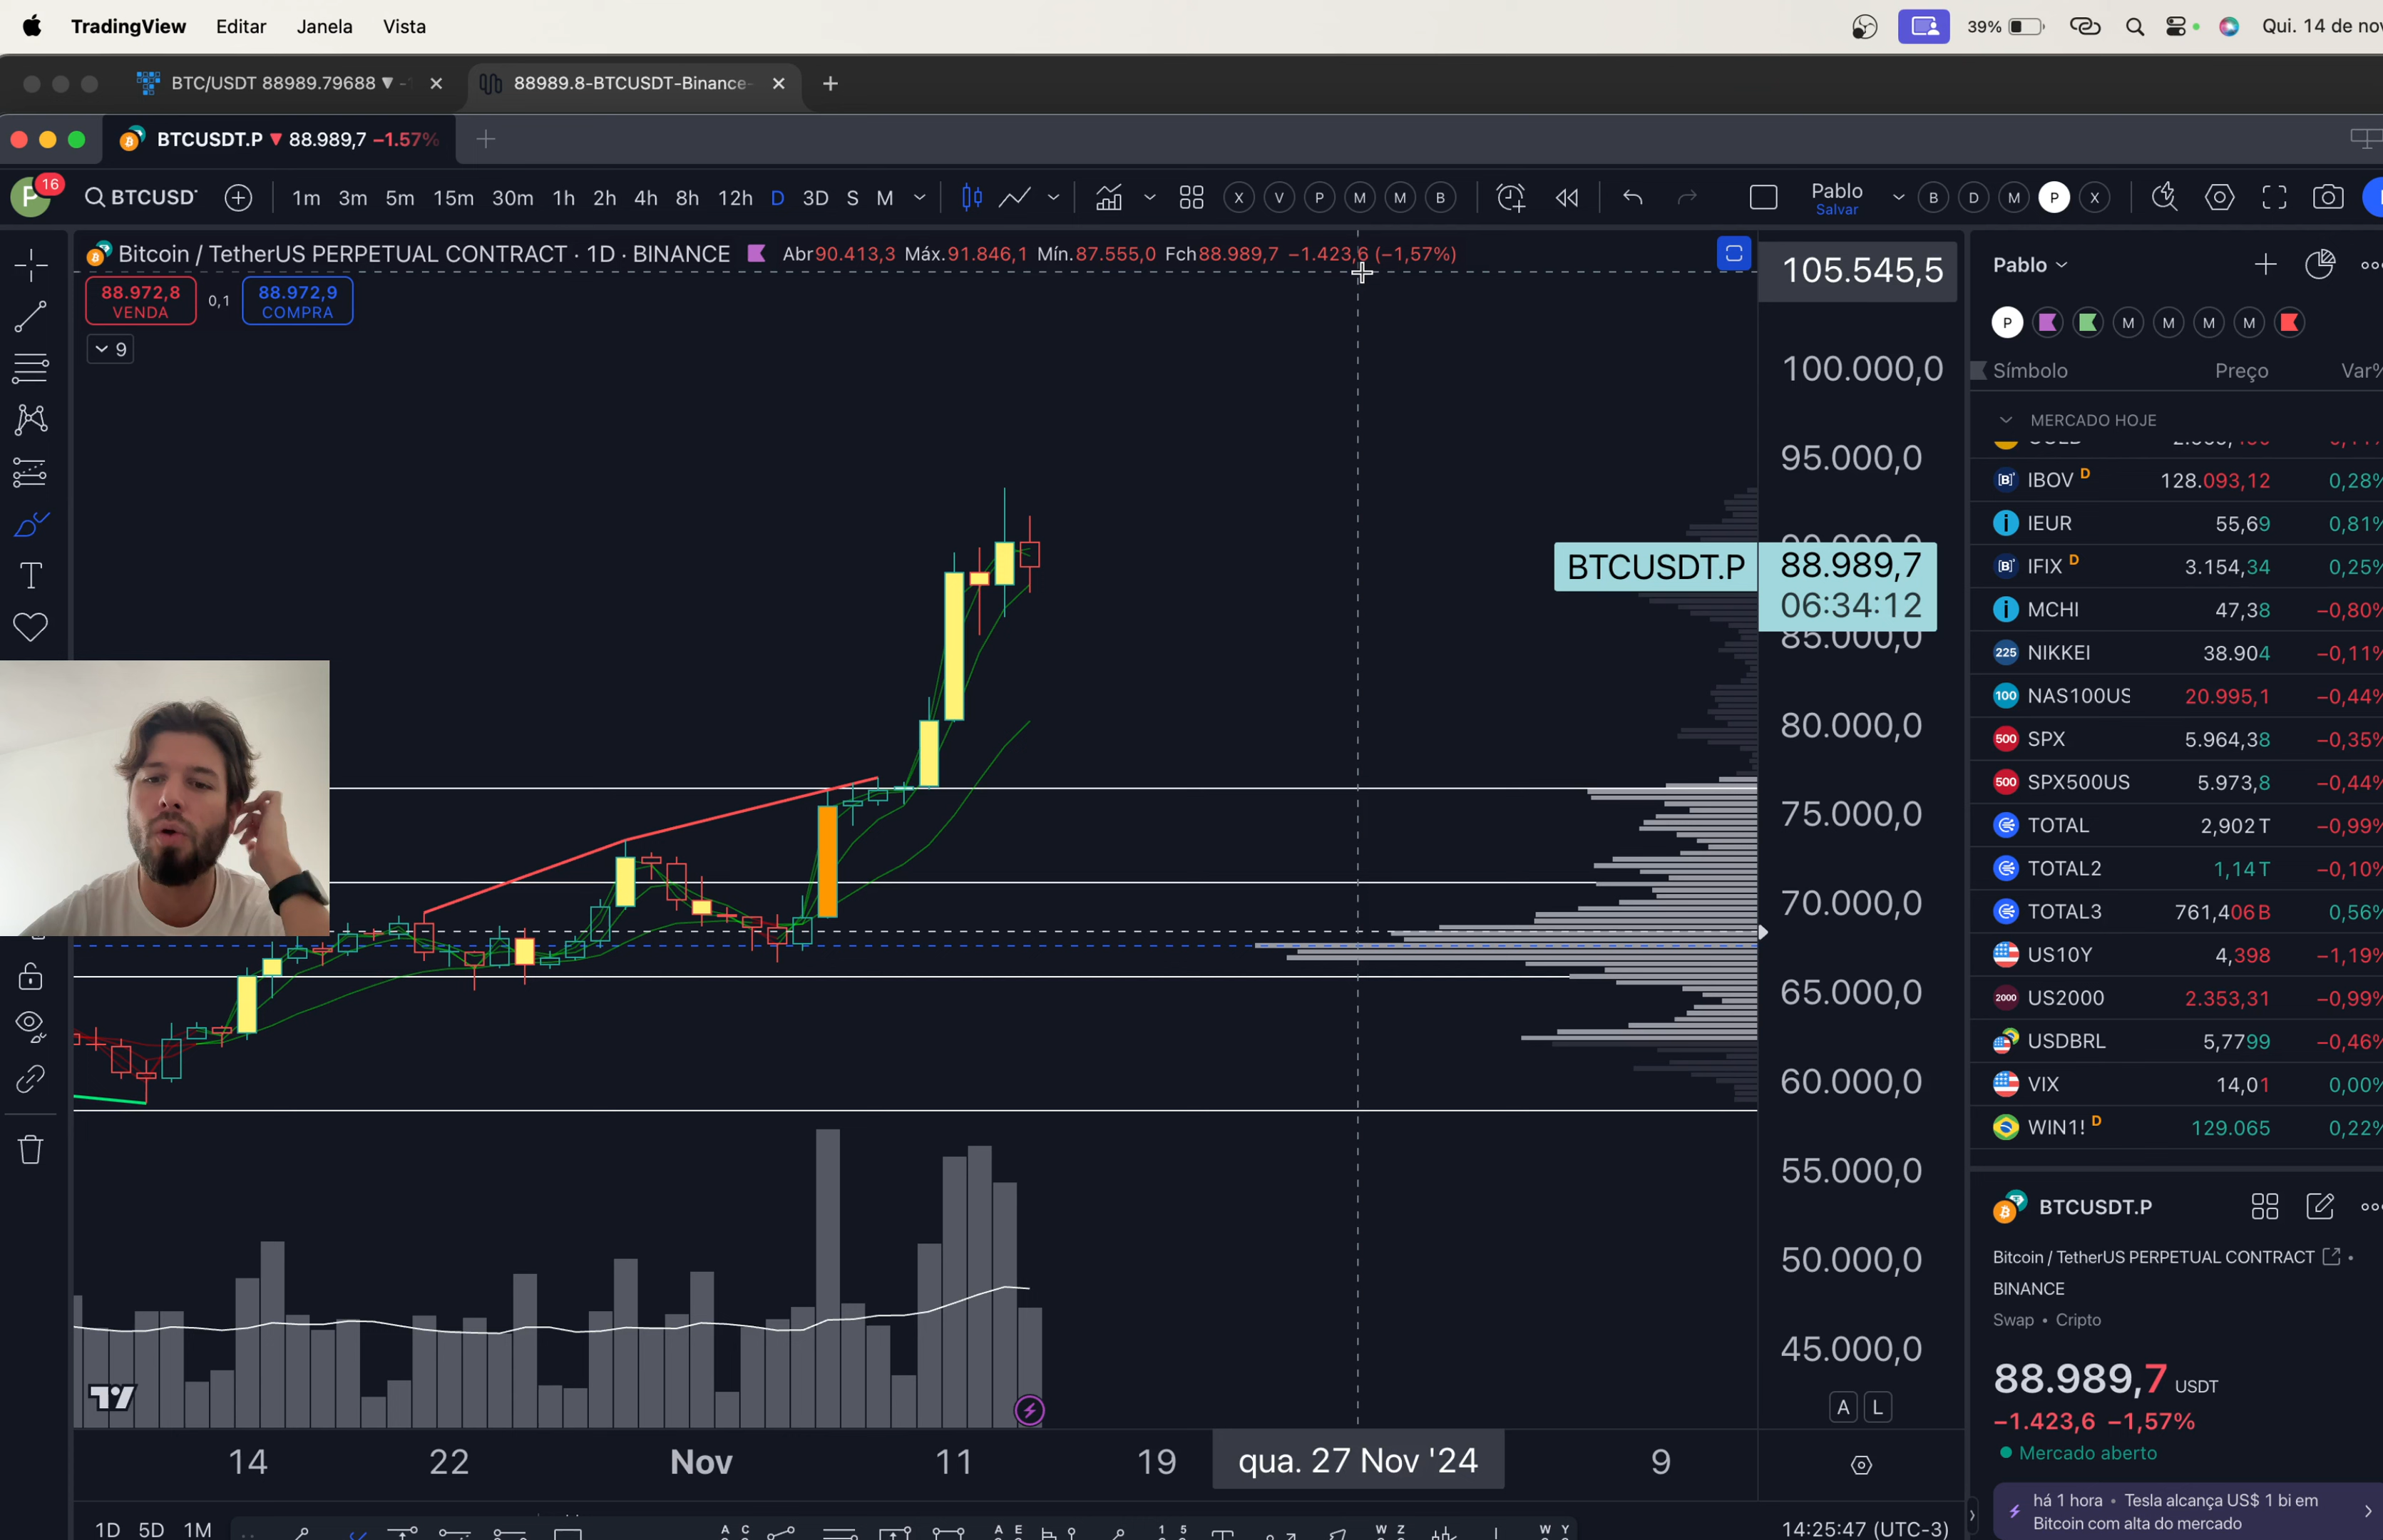 TradingView Editar Janela Vista 39% Qui. 14 de nov
BTC/USDT 88989.79688 ▼ - × 88989.8-BTCUSDT-Binance- × +
BTCUSDT.P ▼ 88.989,7 −1.57% +
P 16 BTCUSD 1m 3m 5m 15m 30m 1h 2h 4h 8h 12h D 3D S M X V P M M B Pablo B D M P X
Salvar
Bitcoin / TetherUS PERPETUAL CONTRACT · 1D · BINANCE Abr90.413,3 Máx.91.846,1 Mín.87.555,0 Fch88.989,7 −1.423,6 (−1,57%)
88.972,8 0,1 88.972,9
VENDA COMPRA
9
105.545,5
100.000,0
95.000,0
90.000,0
BTCUSDT.P 88.989,7
06:34:12
85.000,0
80.000,0
75.000,0
70.000,0
65.000,0
60.000,0
55.000,0
50.000,0
45.000,0
A L
14 22 Nov 11 19 qua. 27 Nov '24 9
1D 5D 1M
14:25:47 (UTC-3)
Pablo
P M M M M
Símbolo Preço Var%
MERCADO HOJE
IBOV D 128.093,12 0,28%
IEUR 55,69 0,81%
IFIX D 3.154,34 0,25%
MCHI 47,38 −0,80%
225 NIKKEI 38.904 −0,11%
100 NAS100US 20.995,1 −0,44%
500 SPX 5.964,38 −0,35%
500 SPX500US 5.973,8 −0,44%
TOTAL 2,902 T −0,99%
TOTAL2 1,14 T −0,10%
TOTAL3 761,406 B 0,56%
US10Y 4,398 −1,19%
2000 US2000 2.353,31 −0,99%
USDBRL 5,7799 −0,46%
VIX 14,01 0,00%
WIN1! D 129.065 0,22%
BTCUSDT.P
Bitcoin / TetherUS PERPETUAL CONTRACT •
BINANCE
Swap • Cripto
88.989,7 USDT
−1.423,6 −1,57%
Mercado aberto
há 1 hora • Tesla alcança US$ 1 bi em
Bitcoin com alta do mercado